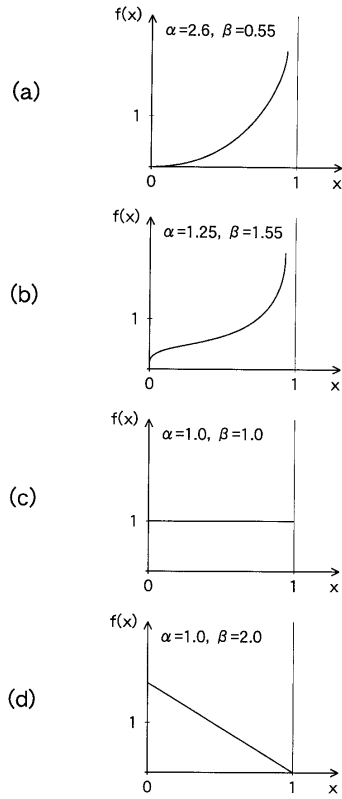 f(x)
α=2.6, β=0.55
(a)
1
0 1 x
f(x)
α=1.25, β=1.55
(b)
1
0 1 x
f(x)
α=1.0, β=1.0
(c)
1
0 1 x
f(x)
α=1.0, β=2.0
(d)
1
0 1 x